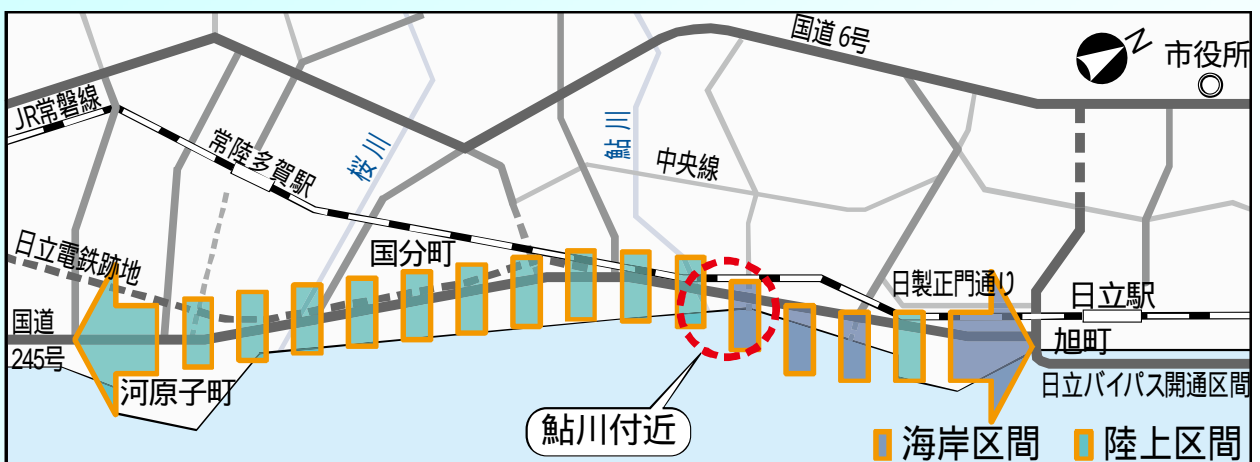 国道 6号
N
市役所
JR常磐線
常陸多賀駅
桜川
鮎川
中央線
日立電鉄跡地
国分町
日製正門通り
日立駅
国道
245号
河原子町
旭町
日立バイパス開通区間
鮎川付近
海岸区間
陸上区間